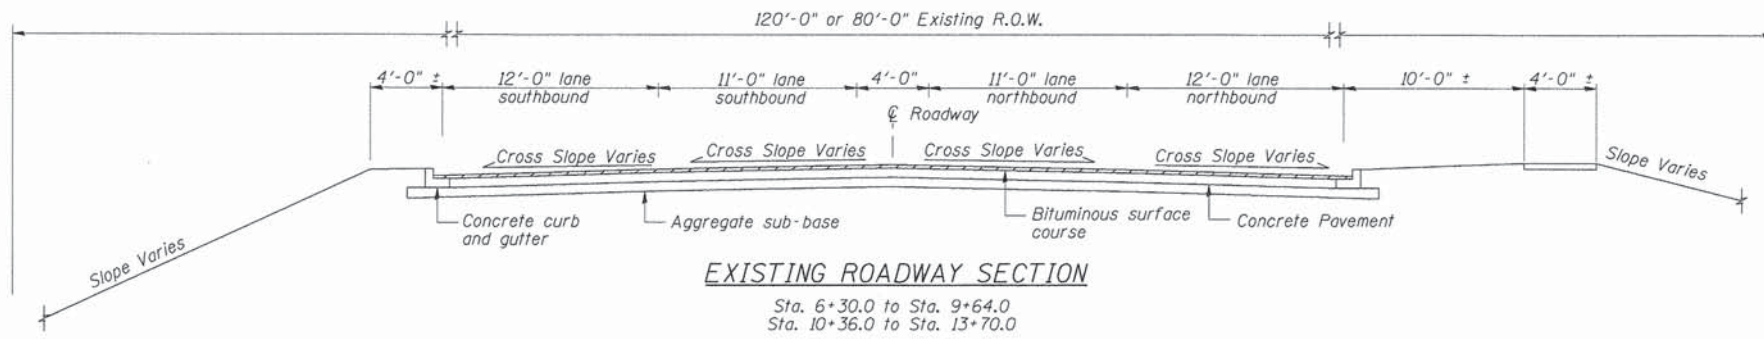 120'-0" or 80'-0" Existing R.O.W.
4'-0" ±
12'-0" lane
southbound
11'-0" lane
southbound
4'-0"
11'-0" lane
northbound
12'-0" lane
northbound
10'-0" ±
4'-0" ±
℄ Roadway
Cross Slope Varies
Cross Slope Varies
Cross Slope Varies
Cross Slope Varies
Slope Varies
Slope Varies
Concrete curb
and gutter
Aggregate sub-base
Bituminous surface
course
Concrete Pavement
EXISTING ROADWAY SECTION
Sta. 6+30.0 to Sta. 9+64.0
Sta. 10+36.0 to Sta. 13+70.0